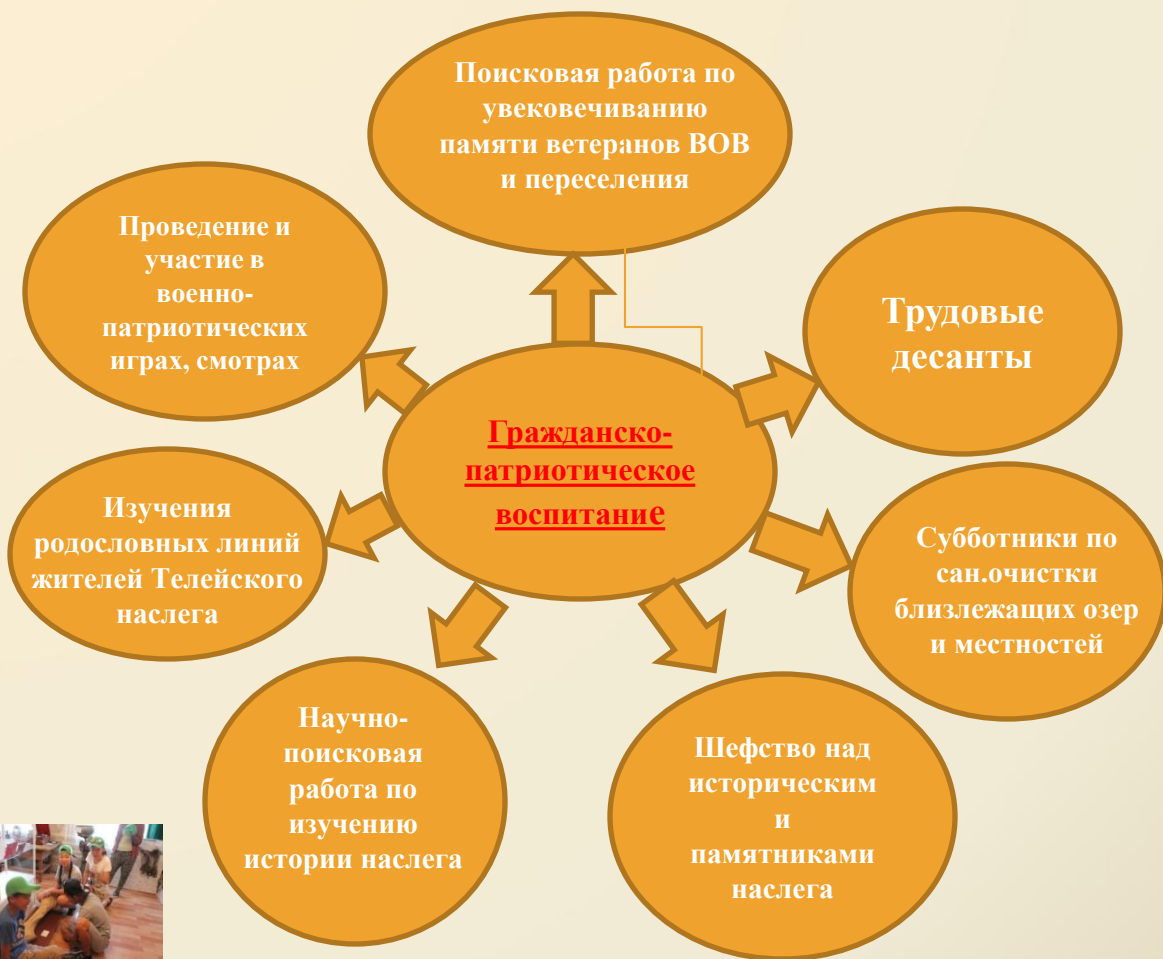 Поисковая работа по
увековечиванию
памяти ветеранов ВОВ
и переселения
Проведение и
участие в
военно-
патриотических
играх, смотрах
Трудовые
десанты
Гражданско-
патриотическое
воспитание
Изучения
родословных линий
жителей Телейского
наслега
Субботники по
сан.очистки
близлежащих озер
и местностей
Научно-
поисковая
работа по
изучению
истории наслега
Шефство над
историческим
и
памятниками
наслега